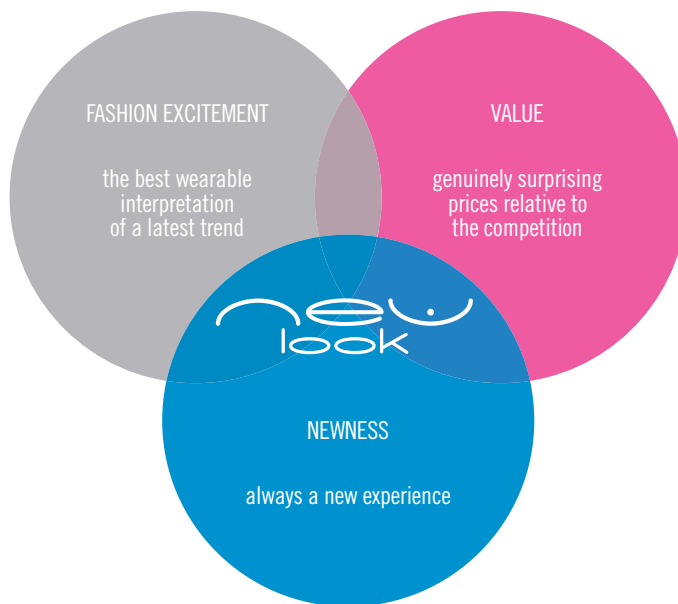 FASHION EXCITEMENT
the best wearable
interpretation
of a latest trend
VALUE
genuinely surprising
prices relative to
the competition
new
look
NEWNESS
always a new experience